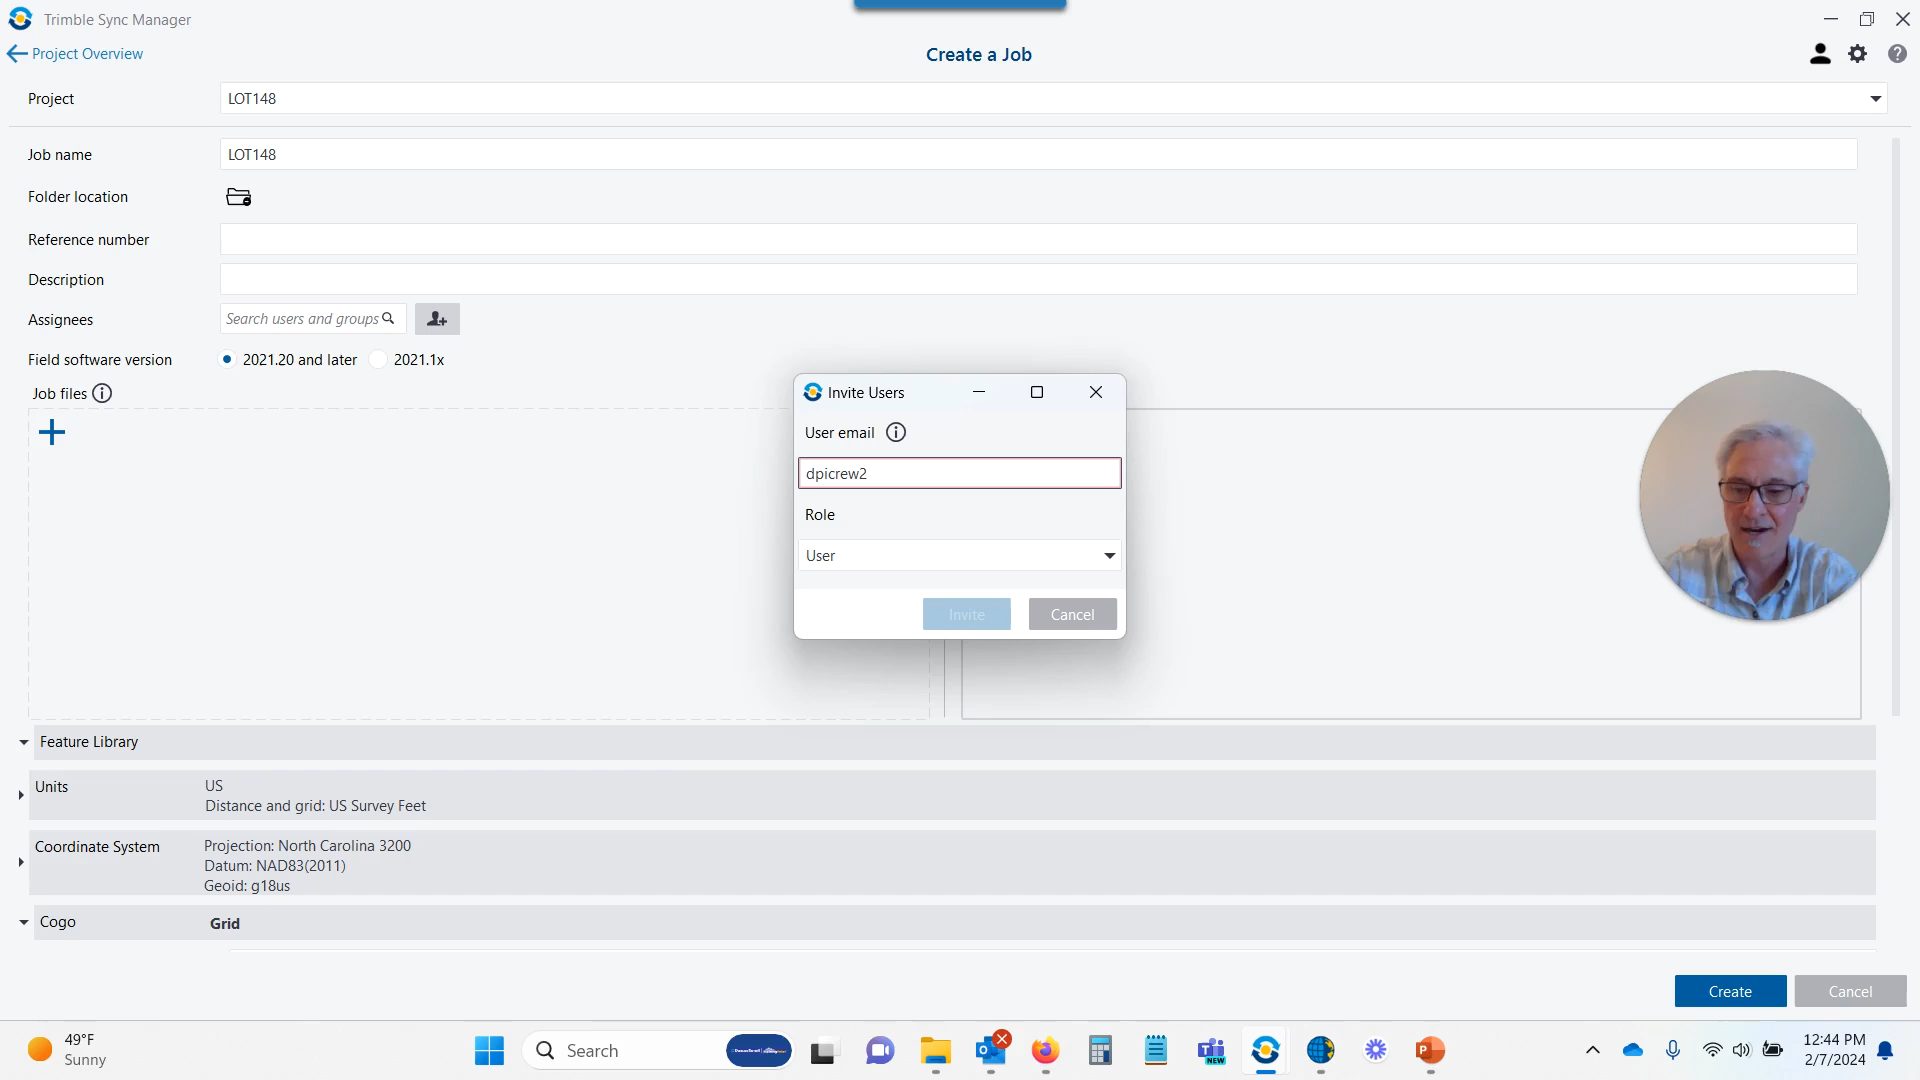 Trimble Sync Manager
Project Overview
Create a Job
Project
LOT148
Job name
LOT148
Folder location
Reference number
Description
Assignees
Search users and groups
Field software version
2021.20 and later
2021.1x
Job files
Invite Users
User email
dpicrew2
Role
User
Invite
Cancel
Feature Library
Units
US
Distance and grid: US Survey Feet
Coordinate System
Projection: North Carolina 3200
Datum: NAD83(2011)
Geoid: g18us
Cogo
Grid
Create
Cancel
49°F
Sunny
Search
NEW
12:44 PM
2/7/2024